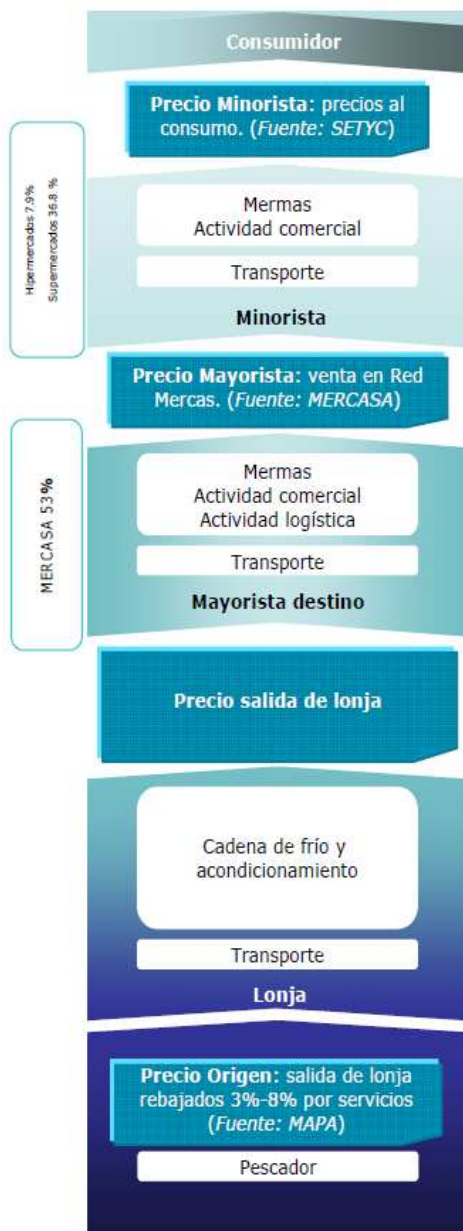 Consumidor
Precio Minorista: precios al
consumo. (Fuente: SETYC)
Hipermercados 7.9%
Supermercados 36.8 %
Mermas
Actividad comercial
Transporte
Minorista
Precio Mayorista: venta en Red
Mercas. (Fuente: MERCASA)
MERCASA 53%
Mermas
Actividad comercial
Actividad logística
Transporte
Mayorista destino
Precio salida de lonja
Cadena de frío y
acondicionamiento
Transporte
Lonja
Precio Origen: salida de lonja
rebajados 3%-8% por servicios
(Fuente: MAPA)
Pescador